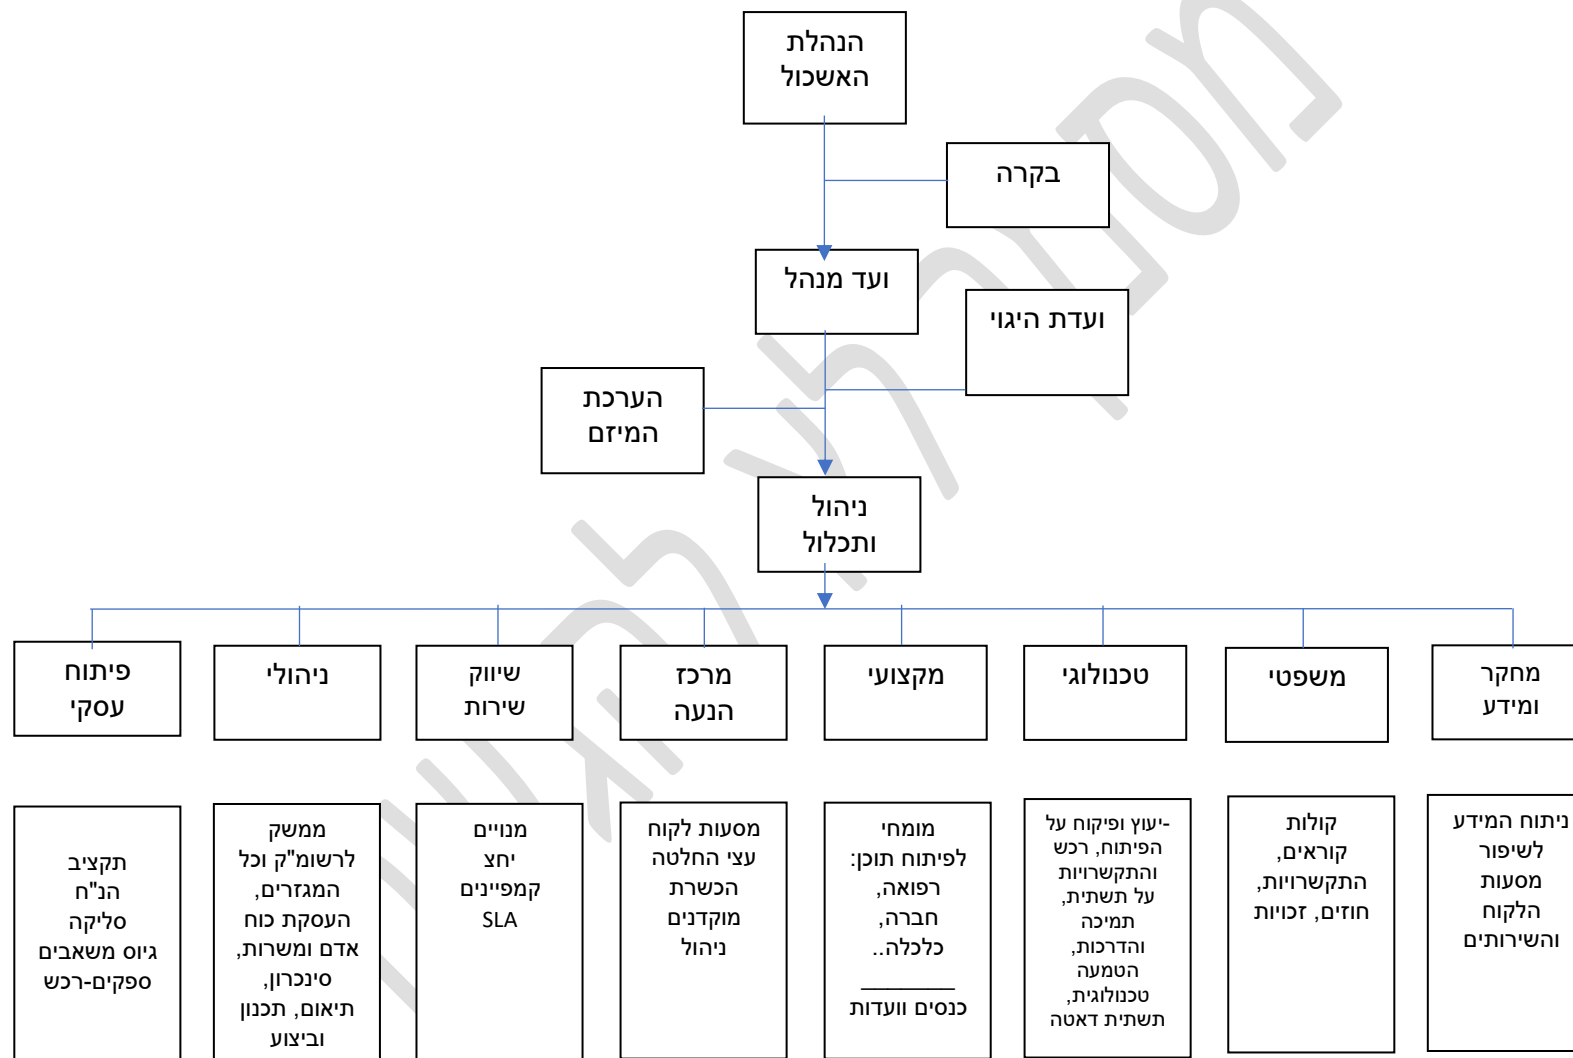 הנהלת
האשכול
בקרה
ועד מנהל
ועדת היגוי
הערכת
המיזם
ניהול
ותכלול
מחקר
ומידע
משפטי
טכנולוגי
מקצועי
מרכז
הנעה
שיווק
שירות
ניהולי
פיתוח
עסקי
ניתוח המידע
לשיפור
מסעות
הלקוח
והשירותים
קולות
קוראים,
התקשרויות,
חוזים, זכויות
-יעוץ ופיקוח על
הפיתוח, רכש
והתקשרויות
על תשתית,
תמיכה
והדרכות,
הטמעה
טכנולוגית,
תשתית דאטה
מומחי
לפיתוח תוכן:
רפואה,
חברה,
כלכלה..
כנסים וועדות
מסעות לקוח
עצי החלטה
הכשרת
מוקדנים
ניהול
מנויים
יחצ
קמפיינים
SLA
ממשק
לרשומ"ק וכל
המגזרים,
העסקת כוח
אדם ומשרות,
סינכרון,
תיאום, תכנון
וביצוע
תקציב
הנ"ח
סליקה
גיוס משאבים
ספקים-רכש